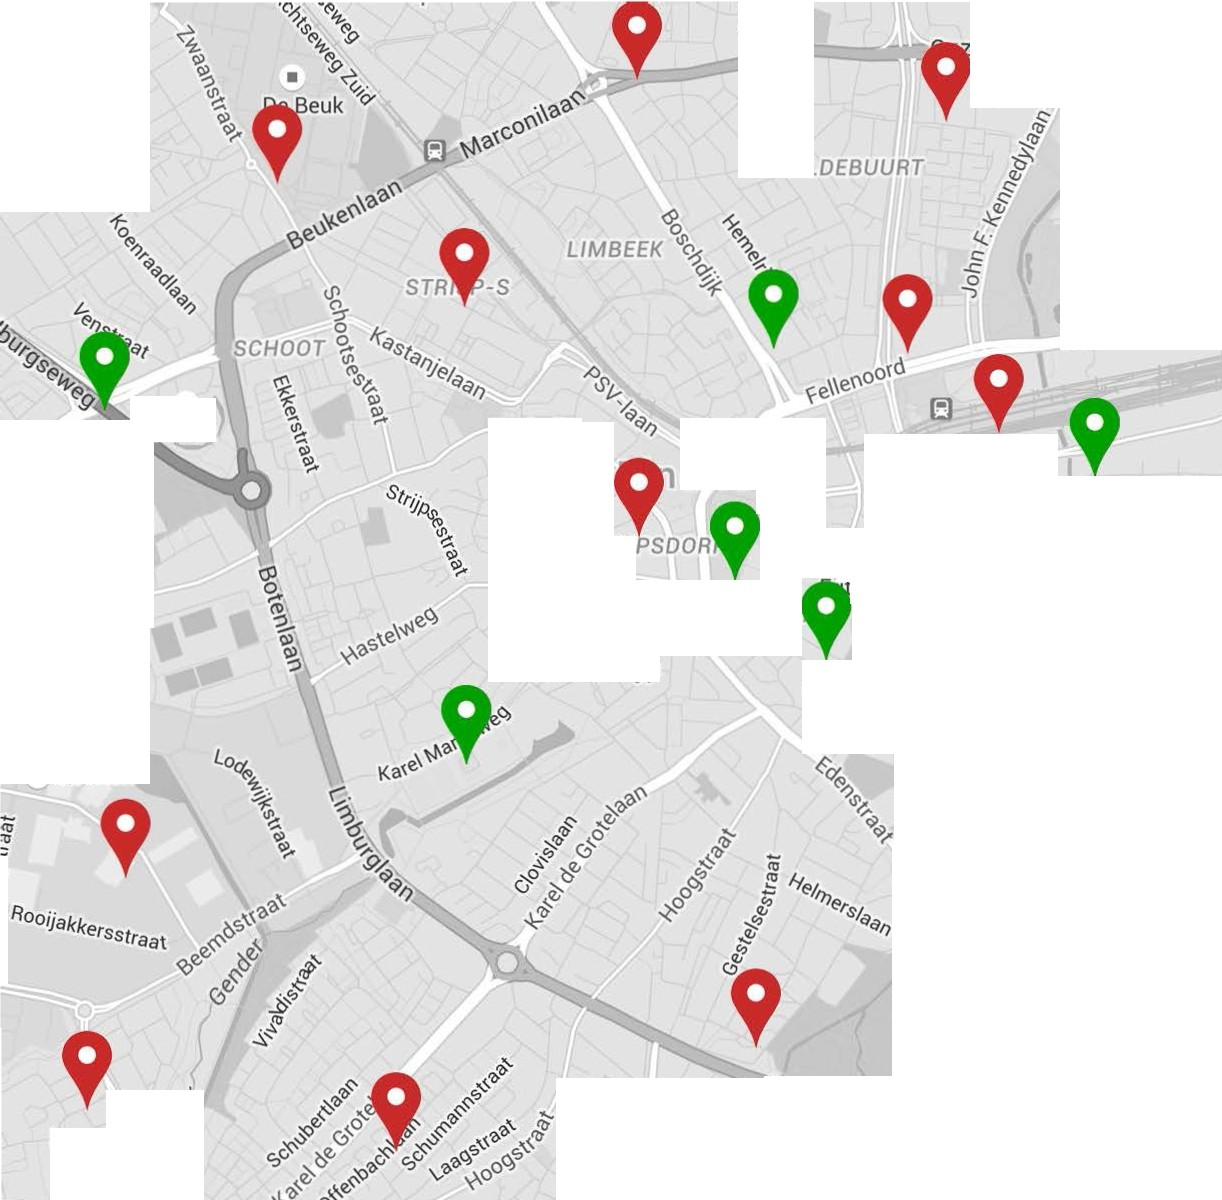 Zwaanstraat
De Beuk
Marconilaan
Beukenlaan
DEBUURT
John F. Kennedylaan
Koenraadlaan
LIMBEEK
Boschdijk
Venstraat
SCHOOT
Schootsestraat
Kastanjelaan
Fellenoord
PSV-laan
Ekkerstraat
Strijpsestraat
Botenlaan
Hastelweg
Lodewijkstraat
Limburglaan
Edenstraat
Clovislaan
Karel de Grotelaan
Hoogstraat
Gestelsestraat
Helmerslaan
Rooijakkersstraat
Beemdstraat
Gender
Vivaldistraat
Schubertlaan
Schumannstraat
Laagstraat
Hoogstraat